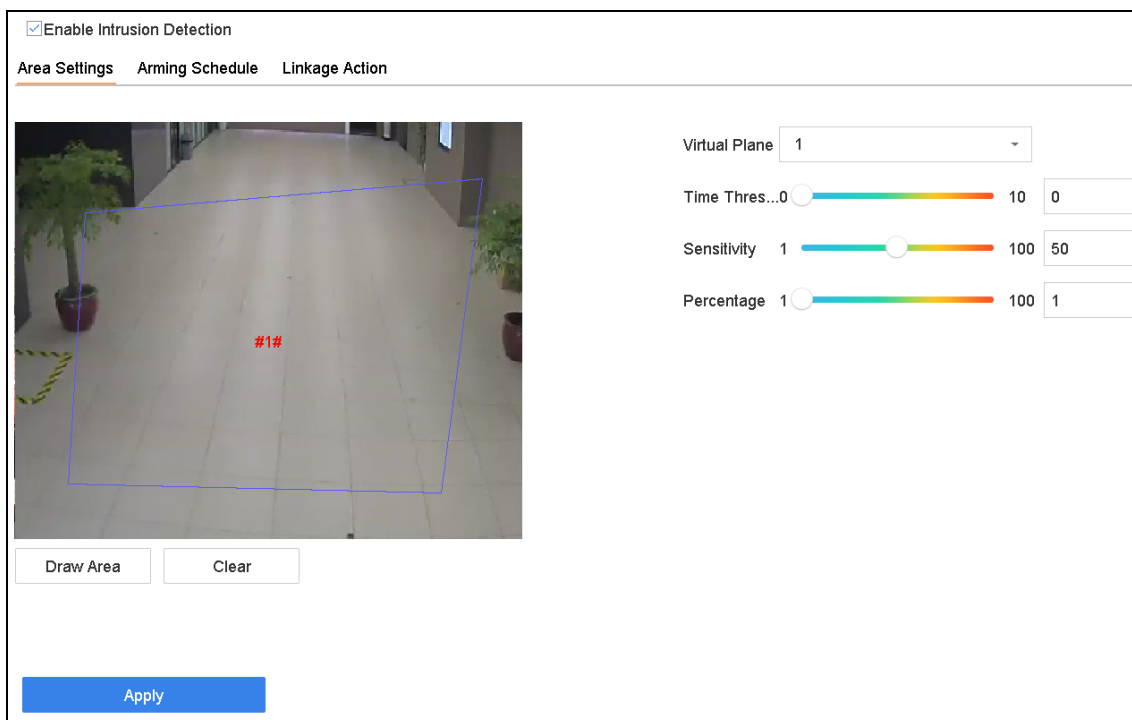 Enable Intrusion Detection
Area Settings Arming Schedule Linkage Action
Virtual Plane 1
Time Thres...0 10 0
Sensitivity 1 100 50
Percentage 1 100 1
#1#
Draw Area Clear
Apply